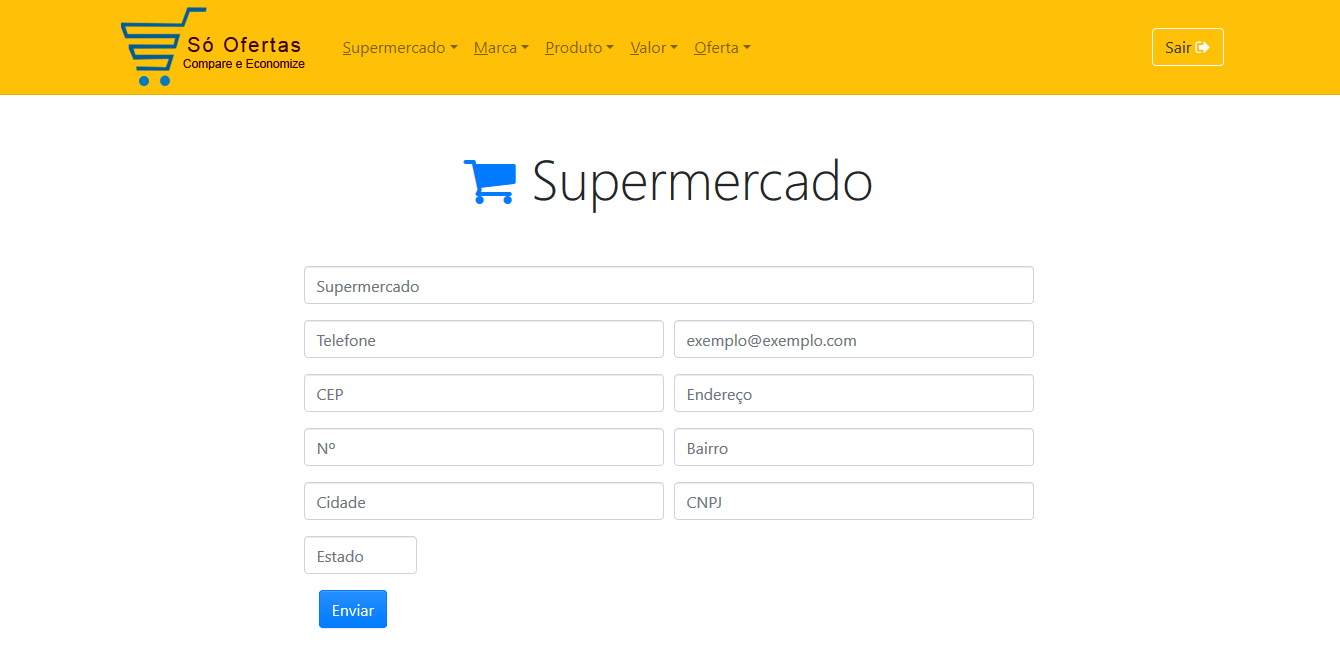 Só Ofertas
Compare e Economize
Supermercado Marca Produto Valor Oferta
Sair
Supermercado
Supermercado
Telefone exemplo@exemplo.com
CEP Endereço
Nº Bairro
Cidade CNPJ
Estado
Enviar